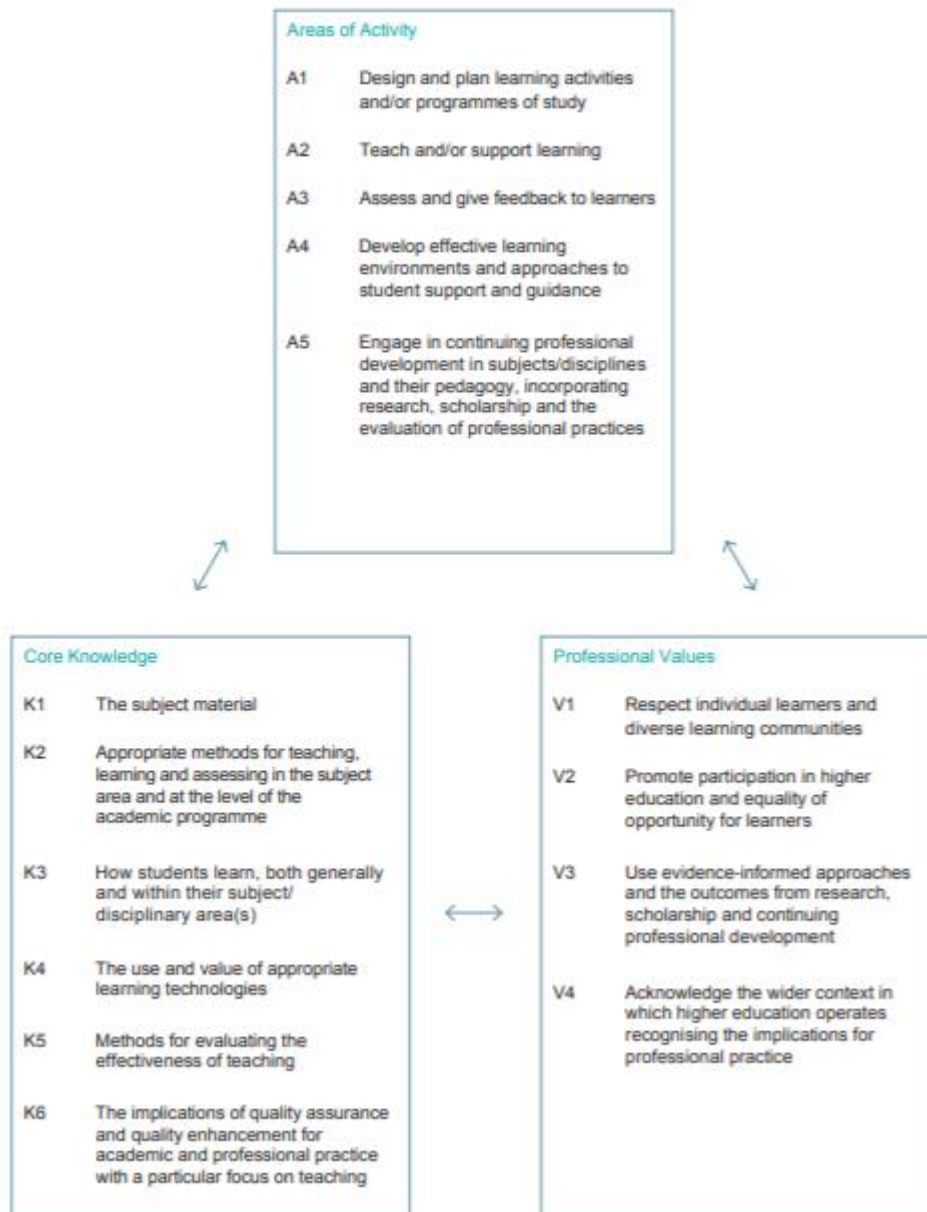 Areas of Activity
A1 Design and plan learning activities
and/or programmes of study
A2 Teach and/or support learning
A3 Assess and give feedback to learners
A4 Develop effective learning
environments and approaches to
student support and guidance
A5 Engage in continuing professional
development in subjects/disciplines
and their pedagogy, incorporating
research, scholarship and the
evaluation of professional practices
Core Knowledge
K1 The subject material
K2 Appropriate methods for teaching,
learning and assessing in the subject
area and at the level of the
academic programme
K3 How students learn, both generally
and within their subject/
disciplinary area(s)
K4 The use and value of appropriate
learning technologies
K5 Methods for evaluating the
effectiveness of teaching
K6 The implications of quality assurance
and quality enhancement for
academic and professional practice
with a particular focus on teaching
Professional Values
V1 Respect individual learners and
diverse learning communities
V2 Promote participation in higher
education and equality of
opportunity for learners
V3 Use evidence-informed approaches
and the outcomes from research,
scholarship and continuing
professional development
V4 Acknowledge the wider context in
which higher education operates
recognising the implications for
professional practice